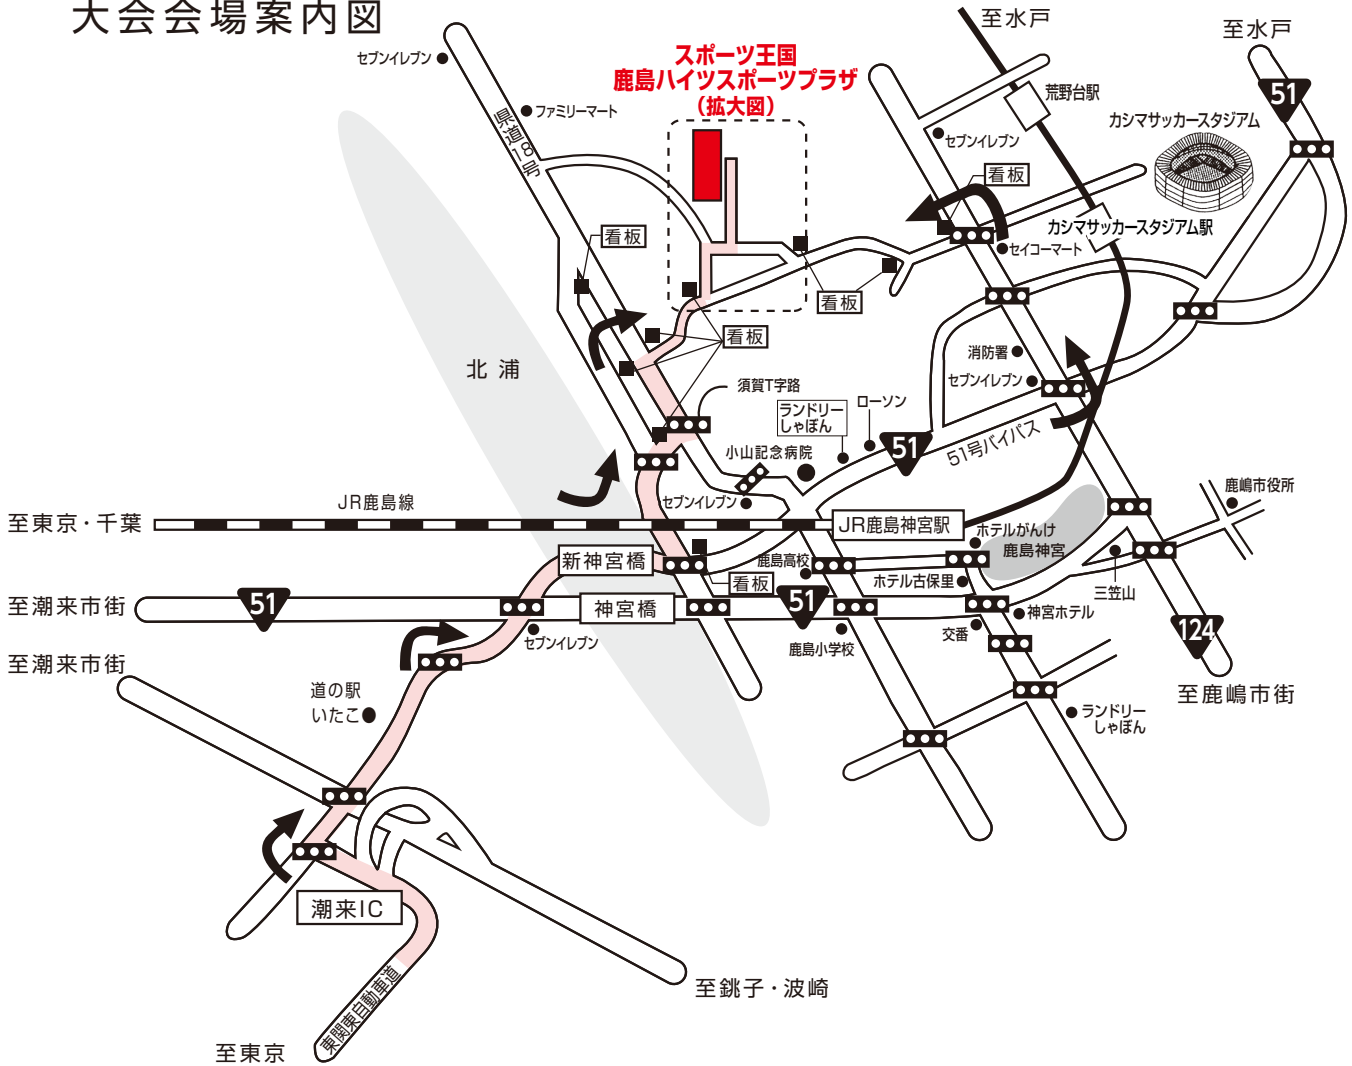 大会会場案内図
至水戸
至水戸
セブンイレブン
スポーツ王国
鹿島ハイツスポーツプラザ
(拡大図)
51
荒野台駅
ファミリーマート
県道18号
カシマサッカースタジアム
セブンイレブン
看板
カシマサッカースタジアム駅
看板
セイコーマート
看板
看板
消防署
北浦
セブンイレブン
須賀T字路
ランドリー
しゃぼん
ローソン
51号バイパス
51
小山記念病院
セブンイレブン
鹿嶋市役所
JR鹿島線
至東京・千葉
JR鹿島神宮駅
ホテルがんけ
鹿島神宮
新神宮橋
鹿島高校
看板
ホテル古保里
三笠山
至潮来市街
51
神宮橋
51
神宮ホテル
交番
124
セブンイレブン
鹿島小学校
至潮来市街
道の駅
いたこ
至鹿嶋市街
ランドリー
しゃぼん
潮来IC
至銚子・波崎
東関東自動車道
至東京